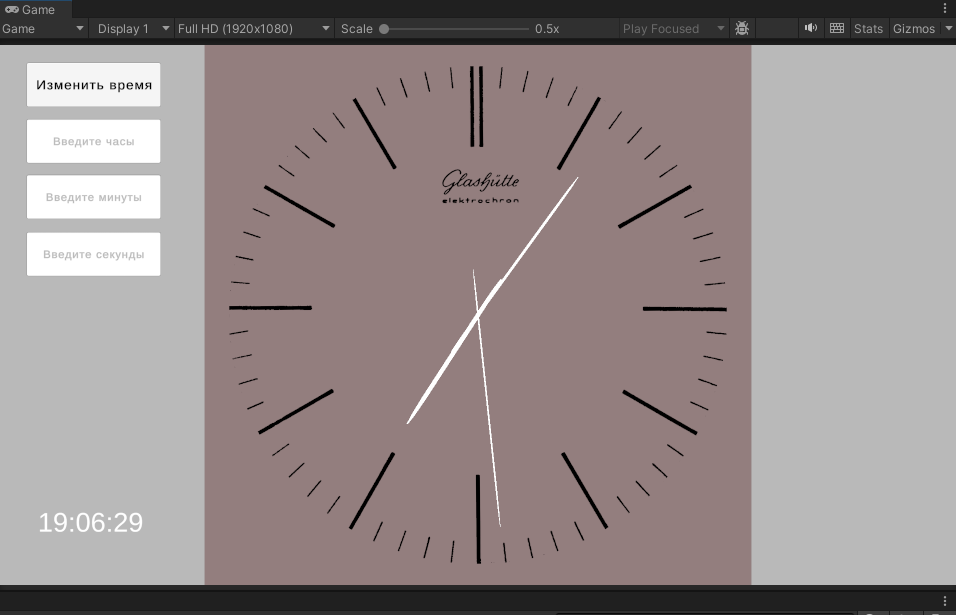 Game
Game Display 1 Full HD (1920x1080) Scale 0.5x Play Focused Stats Gizmos
Изменить время
Введите часы
Введите минуты
Введите секунды
Glashütte
elektrochron
19:06:29